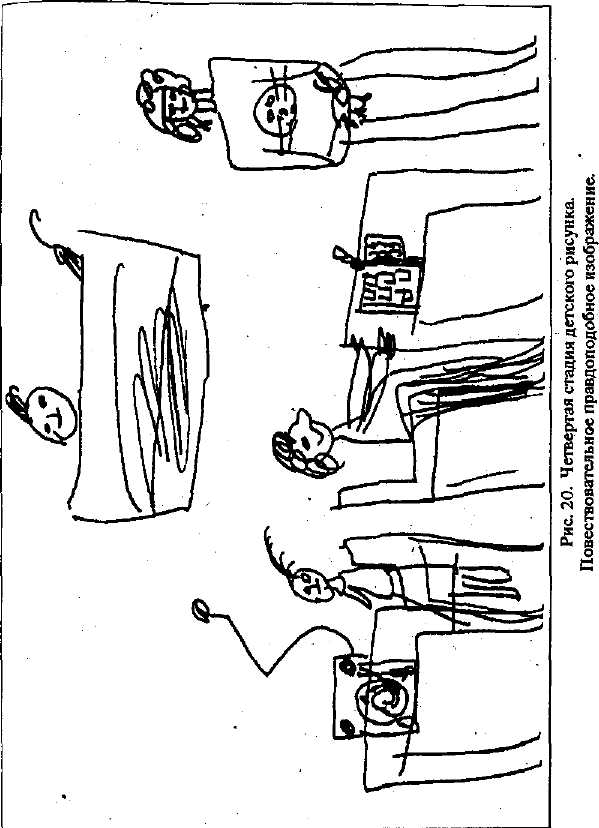 Рис. 20. Четвертая стадия детского рисунка.
Повествовательное правдоподобное изображение.